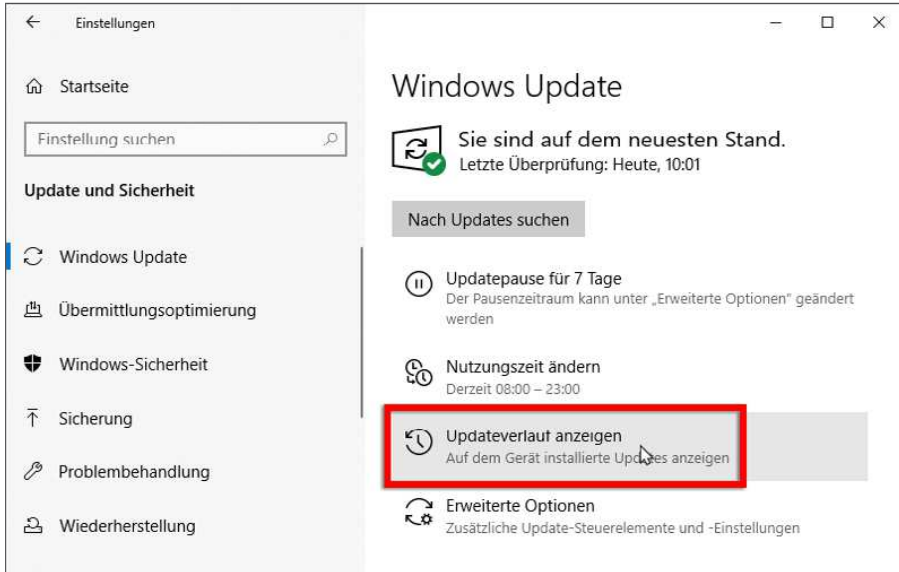 Einstellungen
Startseite
Einstellung suchen
Update und Sicherheit
Windows Update
Übermittlungsoptimierung
Windows-Sicherheit
Sicherung
Problembehandlung
Wiederherstellung
Windows Update
Sie sind auf dem neuesten Stand.
Letzte Überprüfung: Heute, 10:01
Nach Updates suchen
Updatepause für 7 Tage
Der Pausenzeitraum kann unter „Erweiterte Optionen" geändert
werden
Nutzungszeit ändern
Derzeit 08:00 – 23:00
Updateverlauf anzeigen
Auf dem Gerät installierte Updates anzeigen
Erweiterte Optionen
Zusätzliche Update-Steuerelemente und -Einstellungen